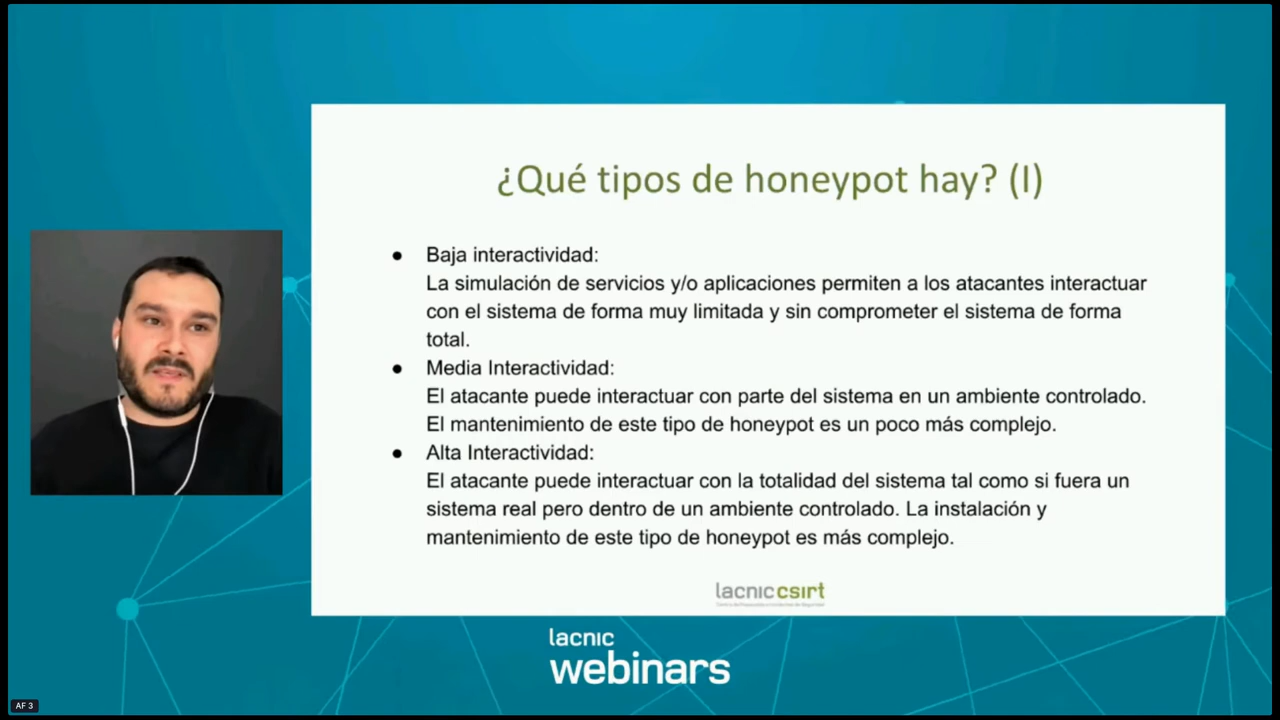 ¿Qué tipos de honeypot hay? (I)
● Baja interactividad:
La simulación de servicios y/o aplicaciones permiten a los atacantes interactuar
con el sistema de forma muy limitada y sin comprometer el sistema de forma
total.
● Media Interactividad:
El atacante puede interactuar con parte del sistema en un ambiente controlado.
El mantenimiento de este tipo de honeypot es un poco más complejo.
● Alta Interactividad:
El atacante puede interactuar con la totalidad del sistema tal como si fuera un
sistema real pero dentro de un ambiente controlado. La instalación y
mantenimiento de este tipo de honeypot es más complejo.
lacnic csirt
lacnic
webinars
AF 3